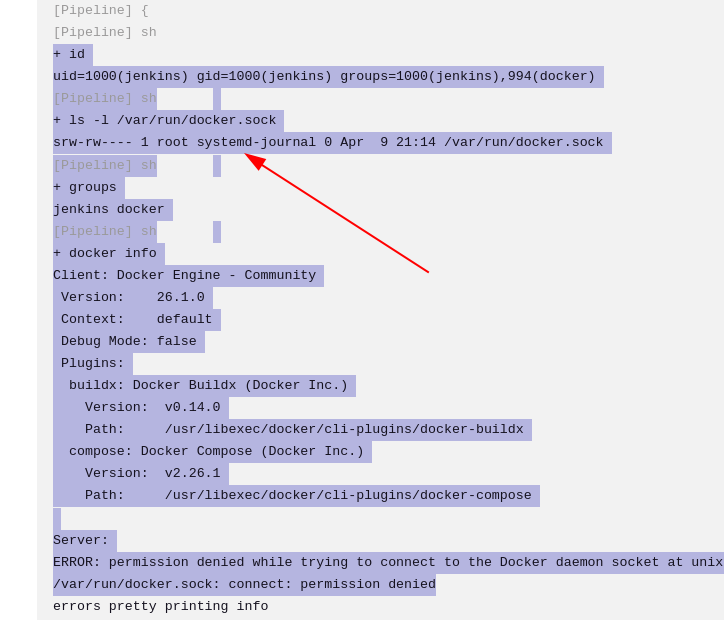 [Pipeline] {
[Pipeline] sh
+ id
uid=1000(jenkins) gid=1000(jenkins) groups=1000(jenkins),994(docker)
[Pipeline] sh
+ ls -l /var/run/docker.sock
srw-rw---- 1 root systemd-journal 0 Apr  9 21:14 /var/run/docker.sock
[Pipeline] sh
+ groups
jenkins docker
[Pipeline] sh
+ docker info
Client: Docker Engine - Community
 Version:    26.1.0
 Context:    default
 Debug Mode: false
 Plugins:
  buildx: Docker Buildx (Docker Inc.)
    Version:  v0.14.0
    Path:     /usr/libexec/docker/cli-plugins/docker-buildx
  compose: Docker Compose (Docker Inc.)
    Version:  v2.26.1
    Path:     /usr/libexec/docker/cli-plugins/docker-compose

Server:
ERROR: permission denied while trying to connect to the Docker daemon socket at unix
/var/run/docker.sock: connect: permission denied
errors pretty printing info